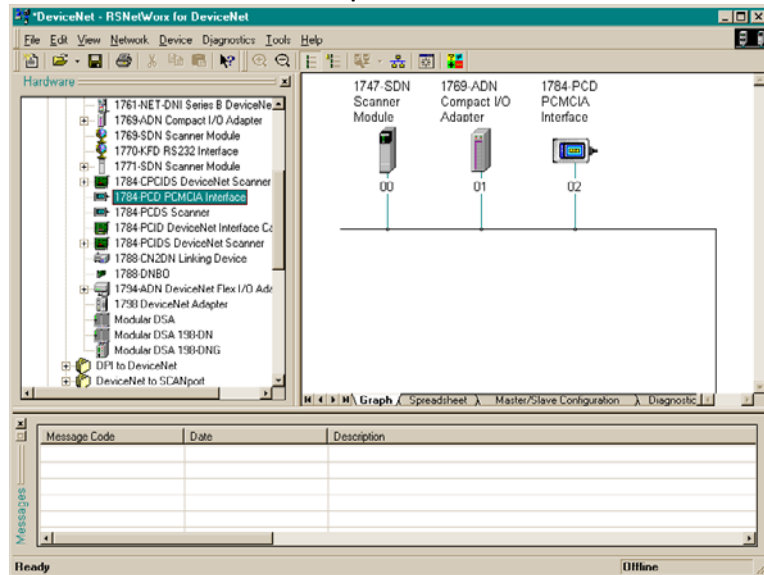 *DeviceNet - RSNetWorx for DeviceNet
File Edit View Network Device Diagnostics Tools Help
Hardware
1761-NET-DNI Series B DeviceNe
1769-ADN Compact I/O Adapter
1769-SDN Scanner Module
1770-KFD RS232 Interface
1771-SDN Scanner Module
1784-CPCIDS DeviceNet Scanner
1784-PCD PCMCIA Interface
1784-PCDS Scanner
1784-PCID DeviceNet Interface Ca
1784-PCIDS DeviceNet Scanner
1788-CN2DN Linking Device
1788-DNBO
1794-ADN DeviceNet Flex I/O Ada
1798 DeviceNet Adapter
Modular DSA
Modular DSA 198-DN
Modular DSA 198-DNG
DPI to DeviceNet
DeviceNet to SCANport
1747-SDN
Scanner
Module
00
1769-ADN
Compact I/O
Adapter
01
1784-PCD
PCMCIA
Interface
02
Graph Spreadsheet Master/Slave Configuration Diagnostic
Messages
Message Code Date Description
Ready Offline